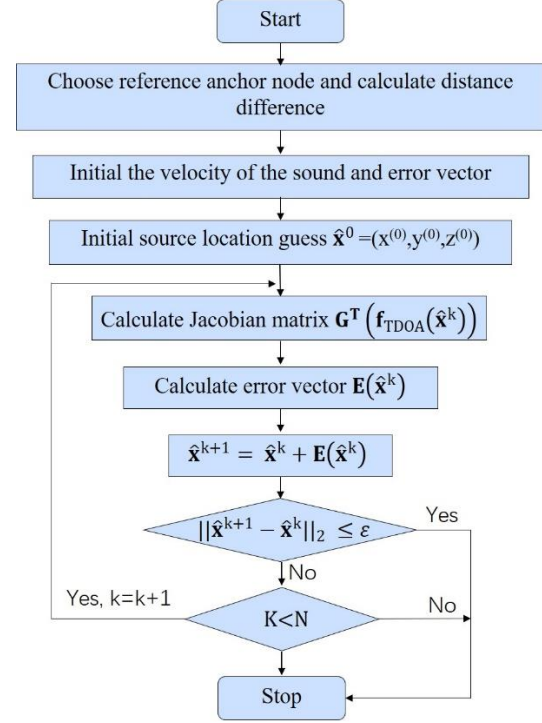 Start
Choose reference anchor node and calculate distance
difference
Initial the velocity of the sound and error vector
Initial source location guess x̂⁰ =(x⁽⁰⁾,y⁽⁰⁾,z⁽⁰⁾)
Calculate Jacobian matrix Gᵀ(f_TDOA(x̂ᵏ))
Calculate error vector E(x̂ᵏ)
x̂ᵏ⁺¹ = x̂ᵏ + E(x̂ᵏ)
||x̂ᵏ⁺¹ − x̂ᵏ||₂ ≤ ε
Yes
No
Yes, k=k+1
K<N
No
Stop